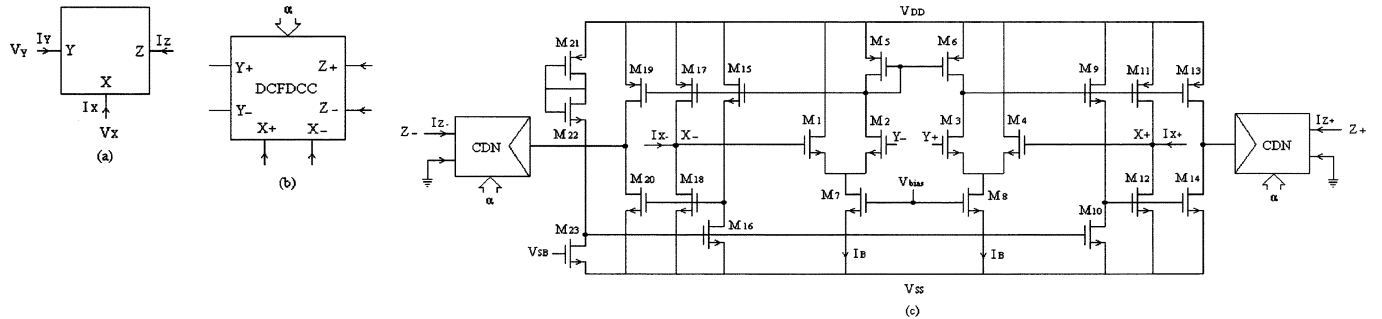 VY IY Y Z IZ
X
IX
VX
(a)
α
Y+ Z+
DCFDCC
Y- Z-
X+ X-
(b)
VDD
M21 M5 M6
M19 M17 M15 M9 M11 M13
M22 M1 M2 Y- Y+ M3 M4
Z- IZ- IX- X- X+ IX+ IZ+ Z+
CDN CDN
α α
M20 M18 M7 Vbias M8 M12 M14
M23 M16 M10
VSB IB IB
VSS
(c)